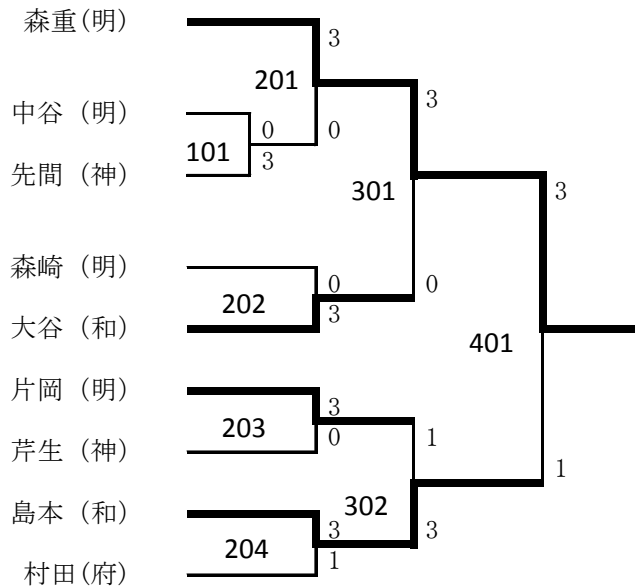 森重(明)
3
201
3
中谷 (明)
0
0
101
3
先間 (神)
301
3
森崎 (明)
0
0
202
3
大谷 (和)
401
片岡 (明)
3
203
0
1
芹生 (神)
1
島本 (和)
302
3
3
204
1
村田(府)